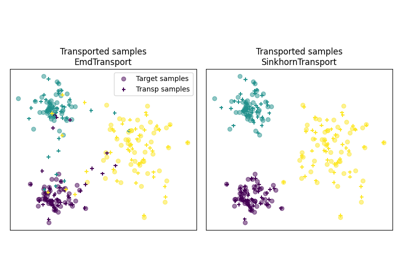 Transported samples
EmdTransport
Target samples
Transp samples
Transported samples
SinkhornTransport